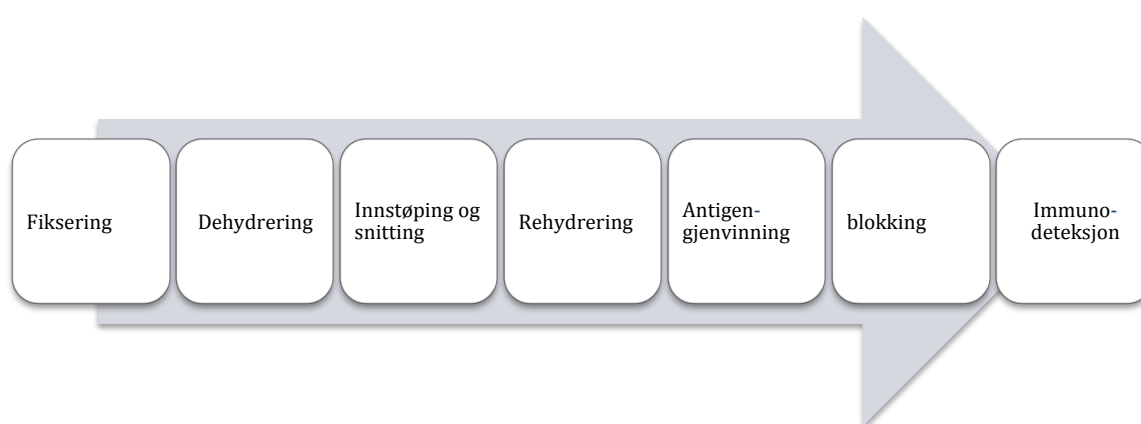 Fiksering
Dehydrering
Innstøping og
snitting
Rehydrering
Antigen-
gjenvinning
blokking
Immuno-
deteksjon